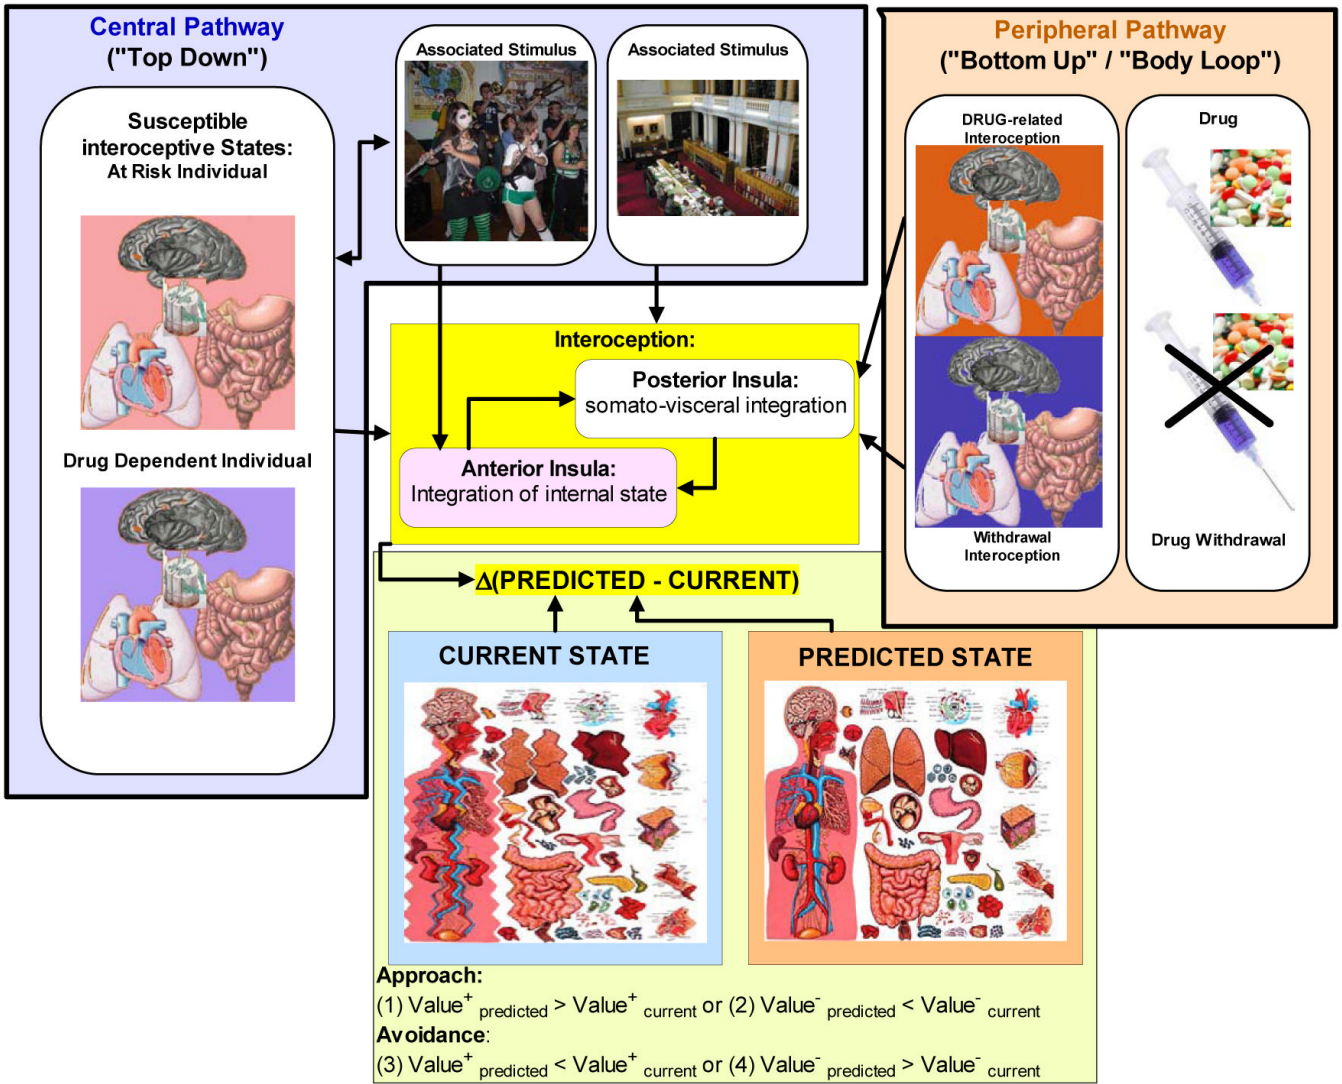 Central Pathway
("Top Down")
Susceptible
interoceptive States:
At Risk Individual
Drug Dependent Individual
Associated Stimulus
Associated Stimulus
Peripheral Pathway
("Bottom Up" / "Body Loop")
DRUG-related
Interoception
Withdrawal
Interoception
Drug
Drug Withdrawal
Interoception:
Posterior Insula:
somato-visceral integration
Anterior Insula:
Integration of internal state
Δ(PREDICTED - CURRENT)
CURRENT STATE
PREDICTED STATE
Approach:
(1) Value+ predicted > Value+ current or (2) Value- predicted < Value- current
Avoidance:
(3) Value+ predicted < Value+ current or (4) Value- predicted > Value- current